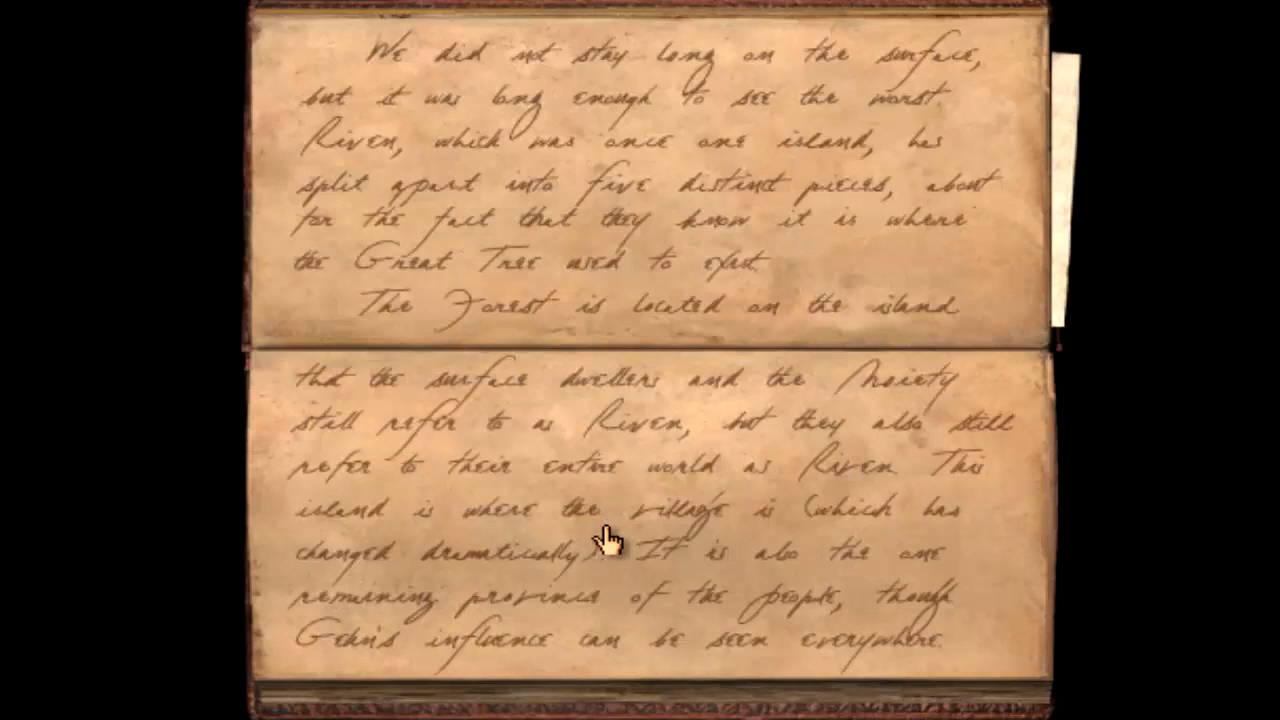 We did not stay long on the surface,
but it was long enough to see the worst.
Riven, which was once one island, has
split apart into five distinct pieces, about
for the fact that they know it is where
the Great Tree used to exist.
The Forest is located on the island
that the surface dwellers and the Moiety
still refer to as Riven, but they also still
refer to their entire world as Riven. This
island is where the village is (which has
changed dramatically). It is also the one
remaining province of the people, though
Gehn's influence can be seen everywhere.